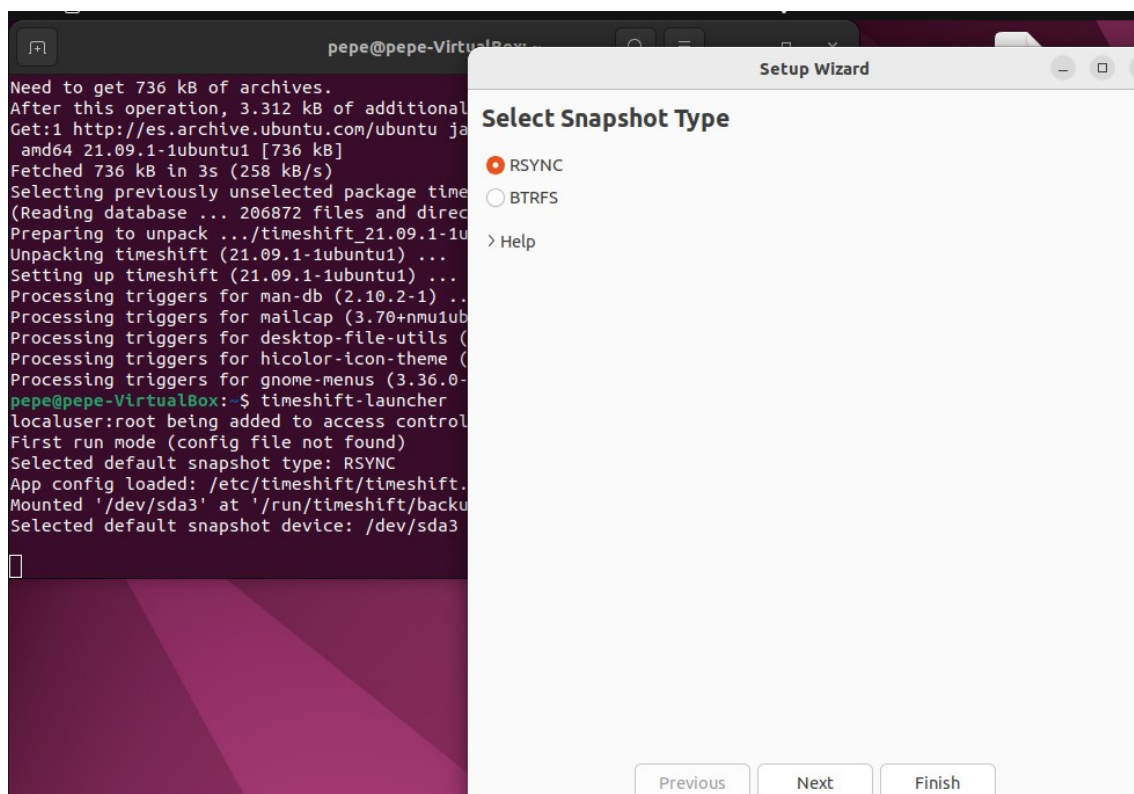 pepe@pepe-VirtualBox: ~
Need to get 736 kB of archives.
After this operation, 3.312 kB of additional
Get:1 http://es.archive.ubuntu.com/ubuntu ja
amd64 21.09.1-1ubuntu1 [736 kB]
Fetched 736 kB in 3s (258 kB/s)
Selecting previously unselected package time
(Reading database ... 206872 files and direc
Preparing to unpack .../timeshift_21.09.1-1u
Unpacking timeshift (21.09.1-1ubuntu1) ...
Setting up timeshift (21.09.1-1ubuntu1) ...
Processing triggers for man-db (2.10.2-1) ..
Processing triggers for mailcap (3.70+nmu1ub
Processing triggers for desktop-file-utils (
Processing triggers for hicolor-icon-theme (
Processing triggers for gnome-menus (3.36.0-
pepe@pepe-VirtualBox:~$ timeshift-launcher
localuser:root being added to access control
First run mode (config file not found)
Selected default snapshot type: RSYNC
App config loaded: /etc/timeshift/timeshift.
Mounted '/dev/sda3' at '/run/timeshift/backu
Selected default snapshot device: /dev/sda3
Setup Wizard
Select Snapshot Type
RSYNC
BTRFS
> Help
Previous
Next
Finish